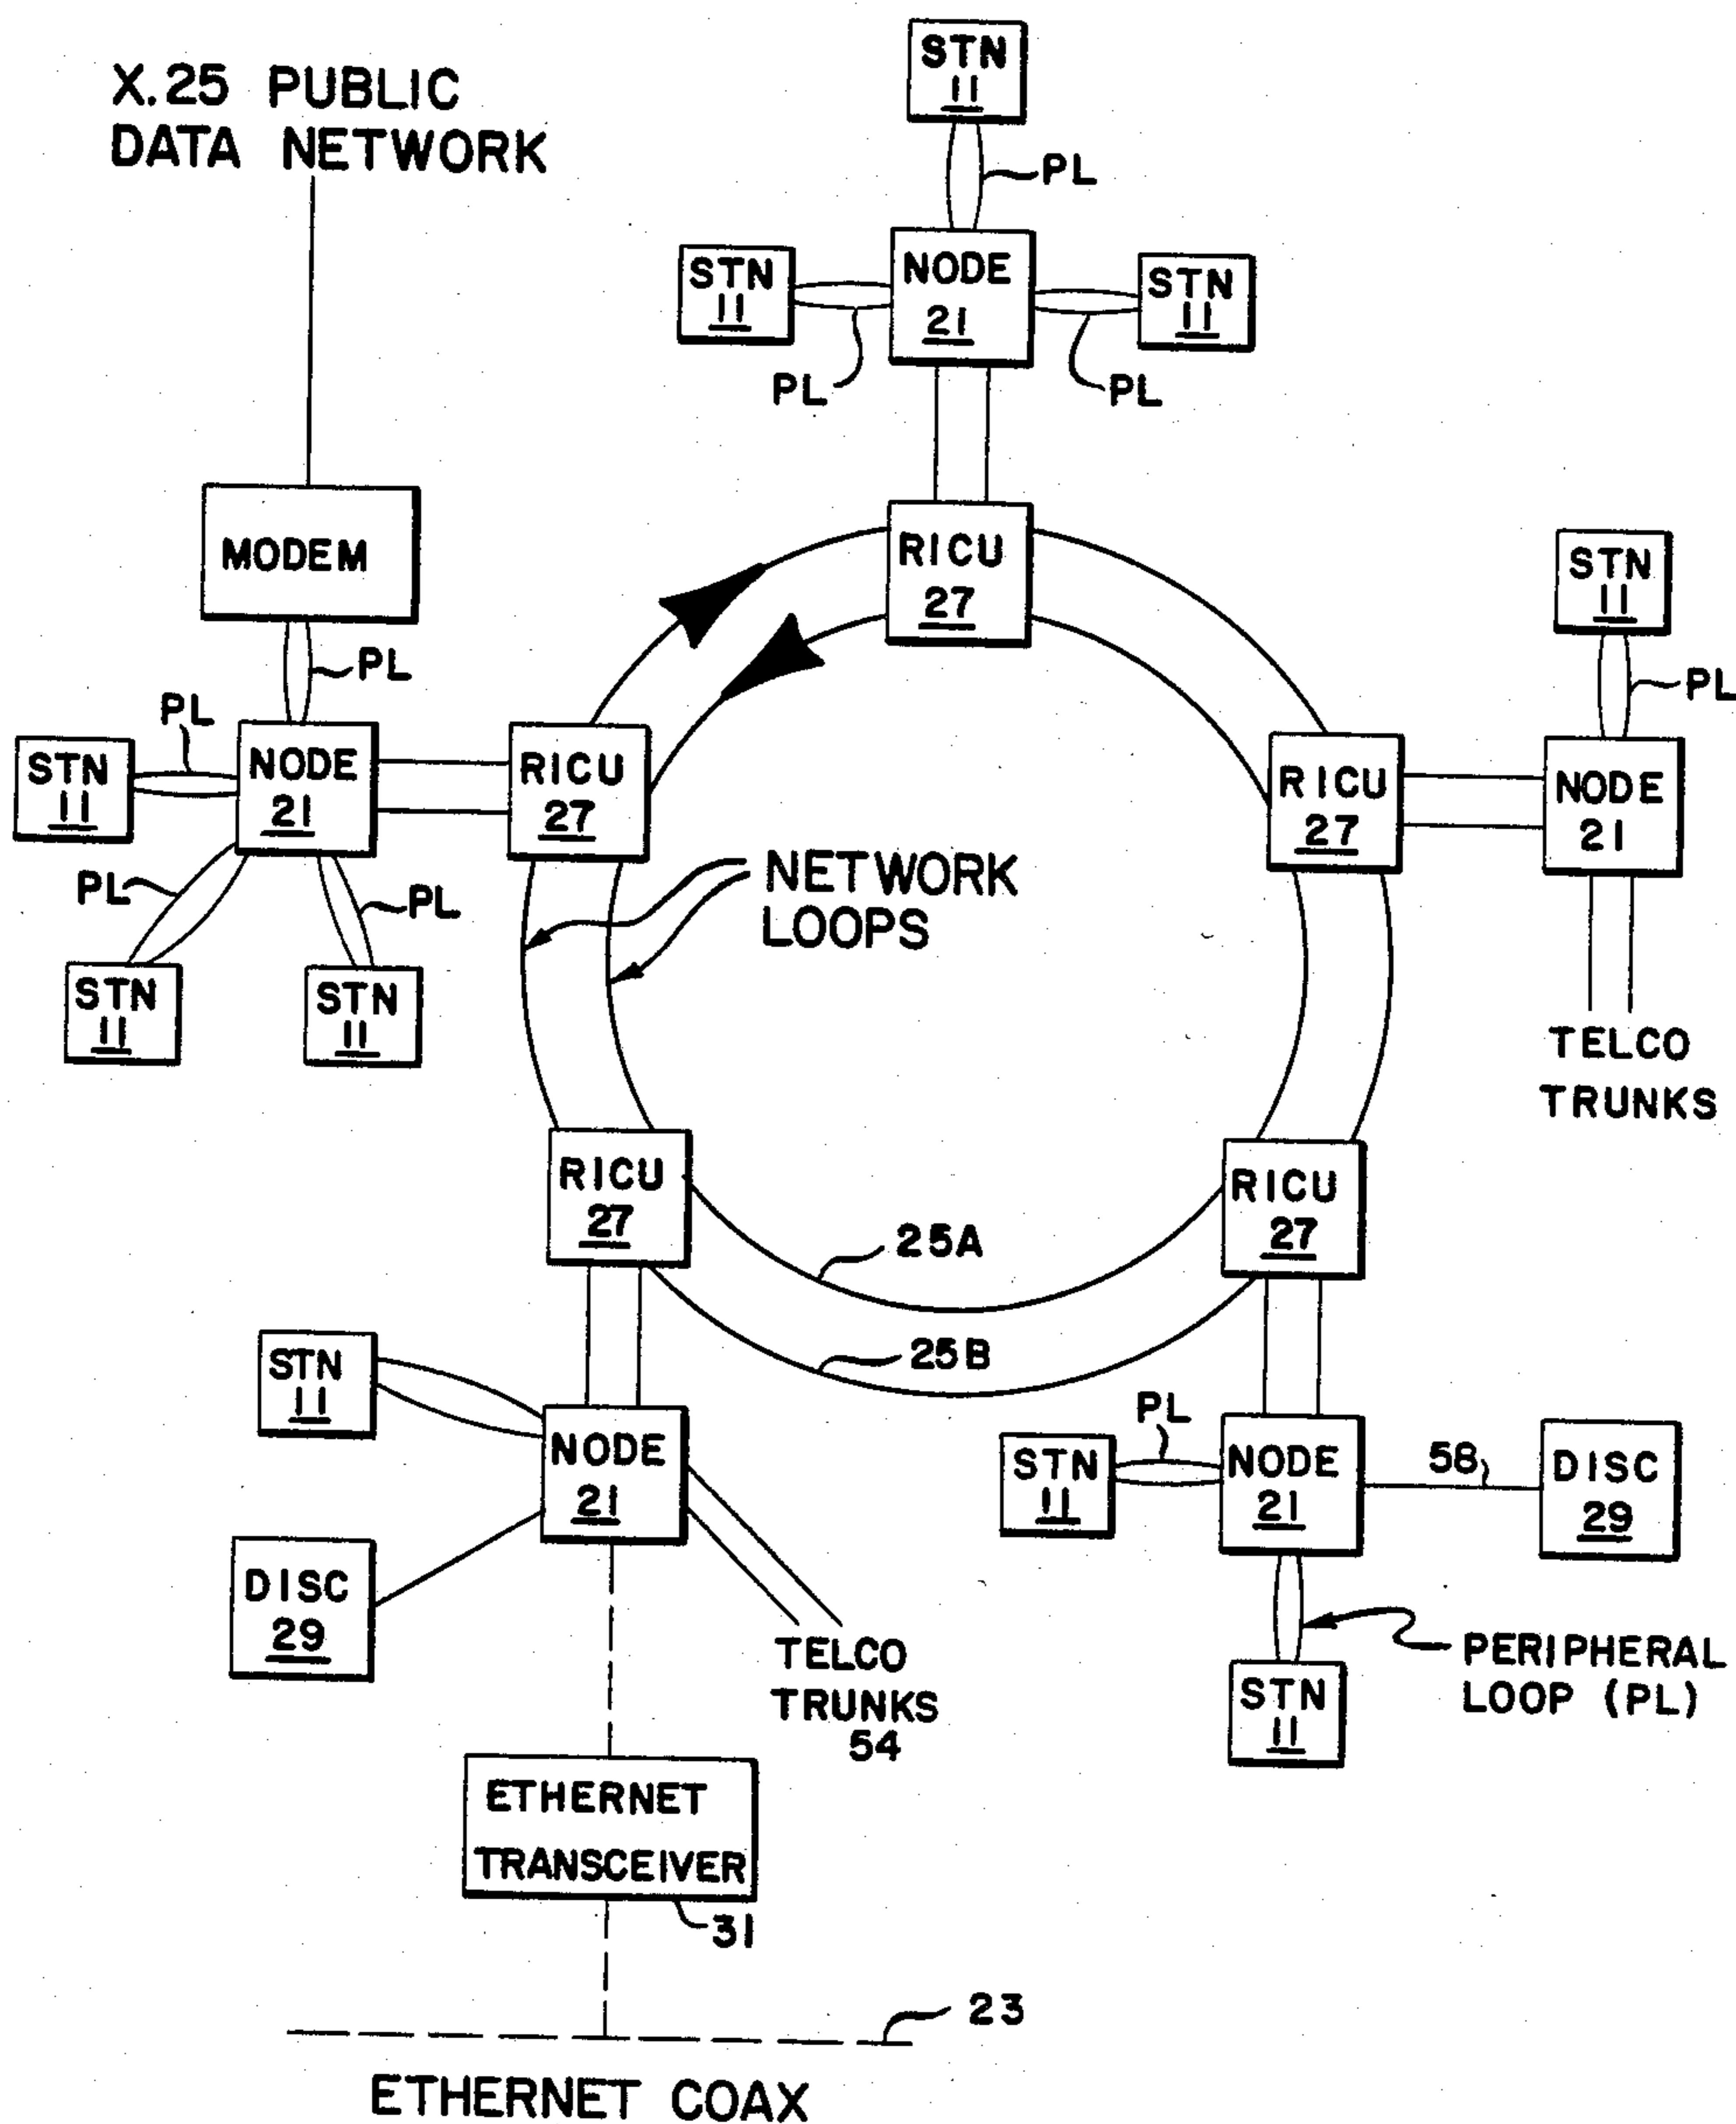 X.25 PUBLIC
DATA NETWORK
STN
11
PL
STN
11
NODE
21
STN
11
PL
PL
MODEM
RICU
27
STN
11
PL
PL
PL
STN
11
NODE
21
RICU
27
RICU
27
NODE
21
PL
PL
NETWORK
LOOPS
STN
11
STN
11
TELCO
TRUNKS
RICU
27
RICU
27
25A
25B
STN
11
NODE
21
PL
STN
11
NODE
21
58
DISC
29
DISC
29
TELCO
TRUNKS
54
PERIPHERAL
LOOP (PL)
STN
11
ETHERNET
TRANSCEIVER
31
23
ETHERNET COAX